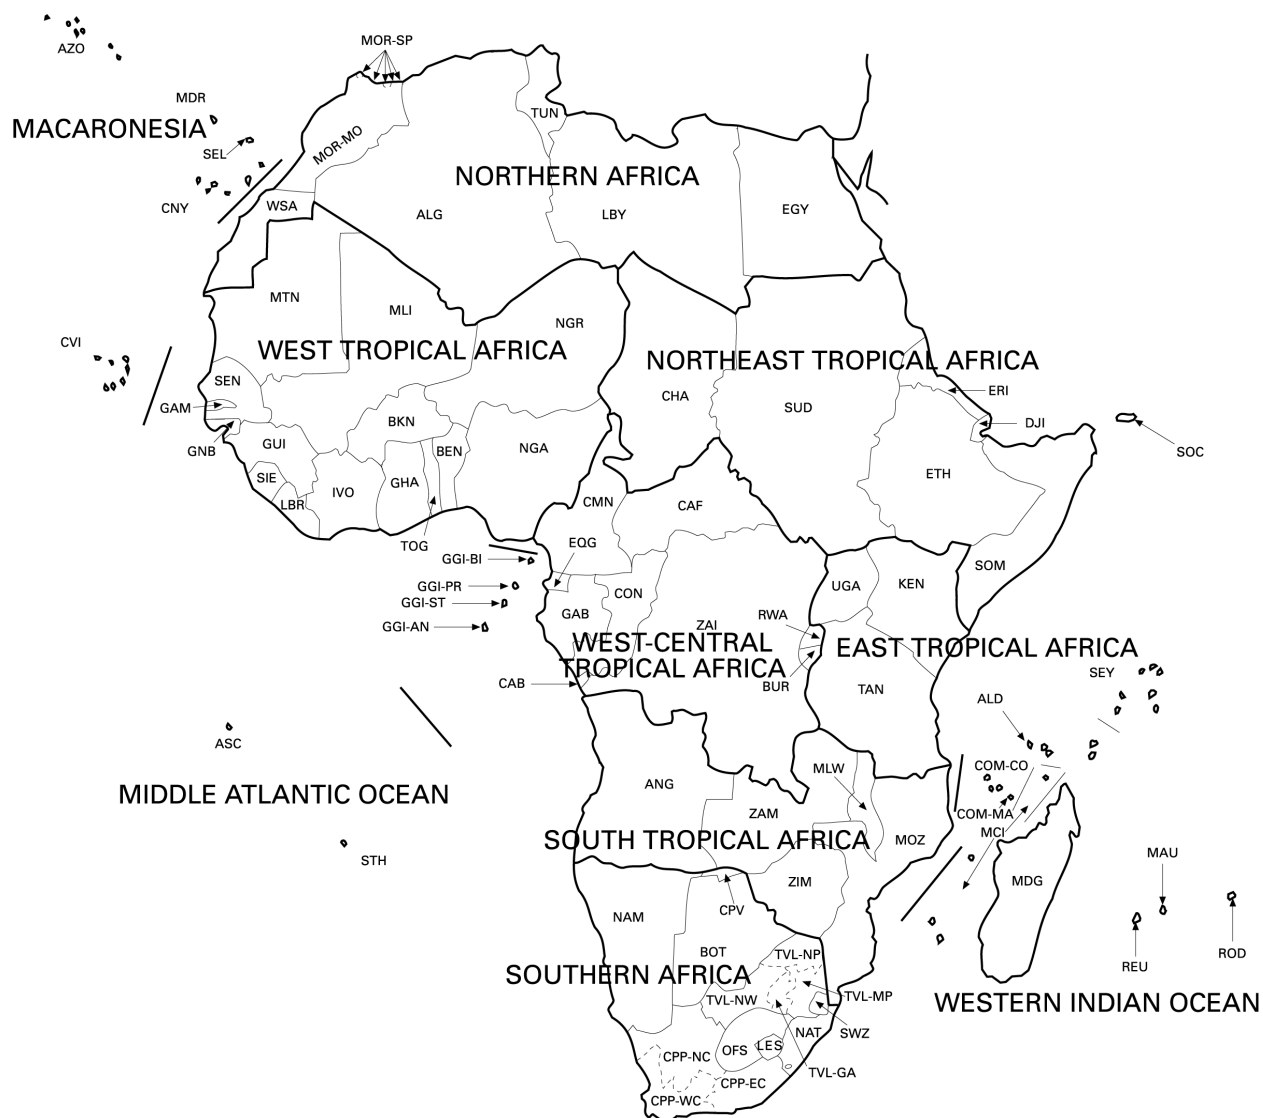 AZO
MOR-SP
MDR
MACARONESIA
TUN
SEL
MOR-MO
NORTHERN AFRICA
CNY
WSA
ALG
LBY
EGY
MTN
MLI
NGR
CVI
WEST TROPICAL AFRICA
NORTHEAST TROPICAL AFRICA
SEN
ERI
GAM
CHA
SUD
BKN
DJI
GNB
GUI
BEN
NGA
SOC
SIE
GHA
ETH
IVO
LBR
CMN
CAF
TOG
EQG
GGI-BI
SOM
GGI-PR
UGA
KEN
CON
GGI-ST
GAB
RWA
GGI-AN
ZAI
WEST-CENTRAL
TROPICAL AFRICA
EAST TROPICAL AFRICA
SEY
CAB
BUR
TAN
ALD
ASC
COM-CO
MLW
ANG
MIDDLE ATLANTIC OCEAN
ZAM
COM-MA
MCI
SOUTH TROPICAL AFRICA
MOZ
MAU
STH
ZIM
MDG
CPV
NAM
BOT
TVL-NP
ROD
REU
SOUTHERN AFRICA
TVL-NW
TVL-MP
WESTERN INDIAN OCEAN
NAT
SWZ
LES
OFS
CPP-NC
TVL-GA
CPP-EC
CPP-WC